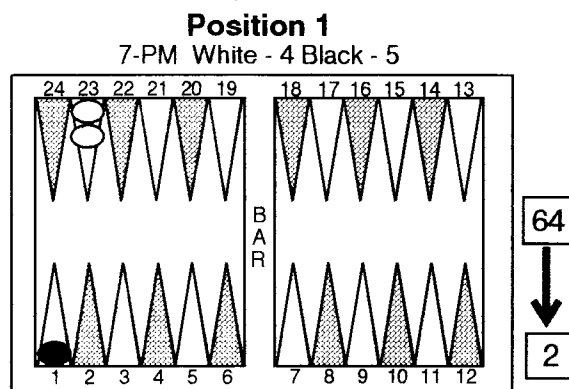 Position 1
7-PM White - 4 Black - 5
24 23 22 21 20 19 18 17 16 15 14 13
BAR
64
2
1 2 3 4 5 6 7 8 9 10 11 12